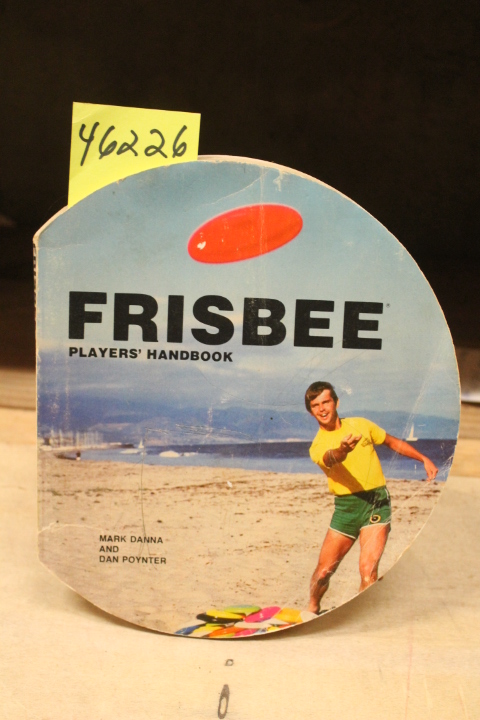 46226
FRISBEE®
PLAYERS' HANDBOOK
MARK DANNA
AND
DAN POYNTER